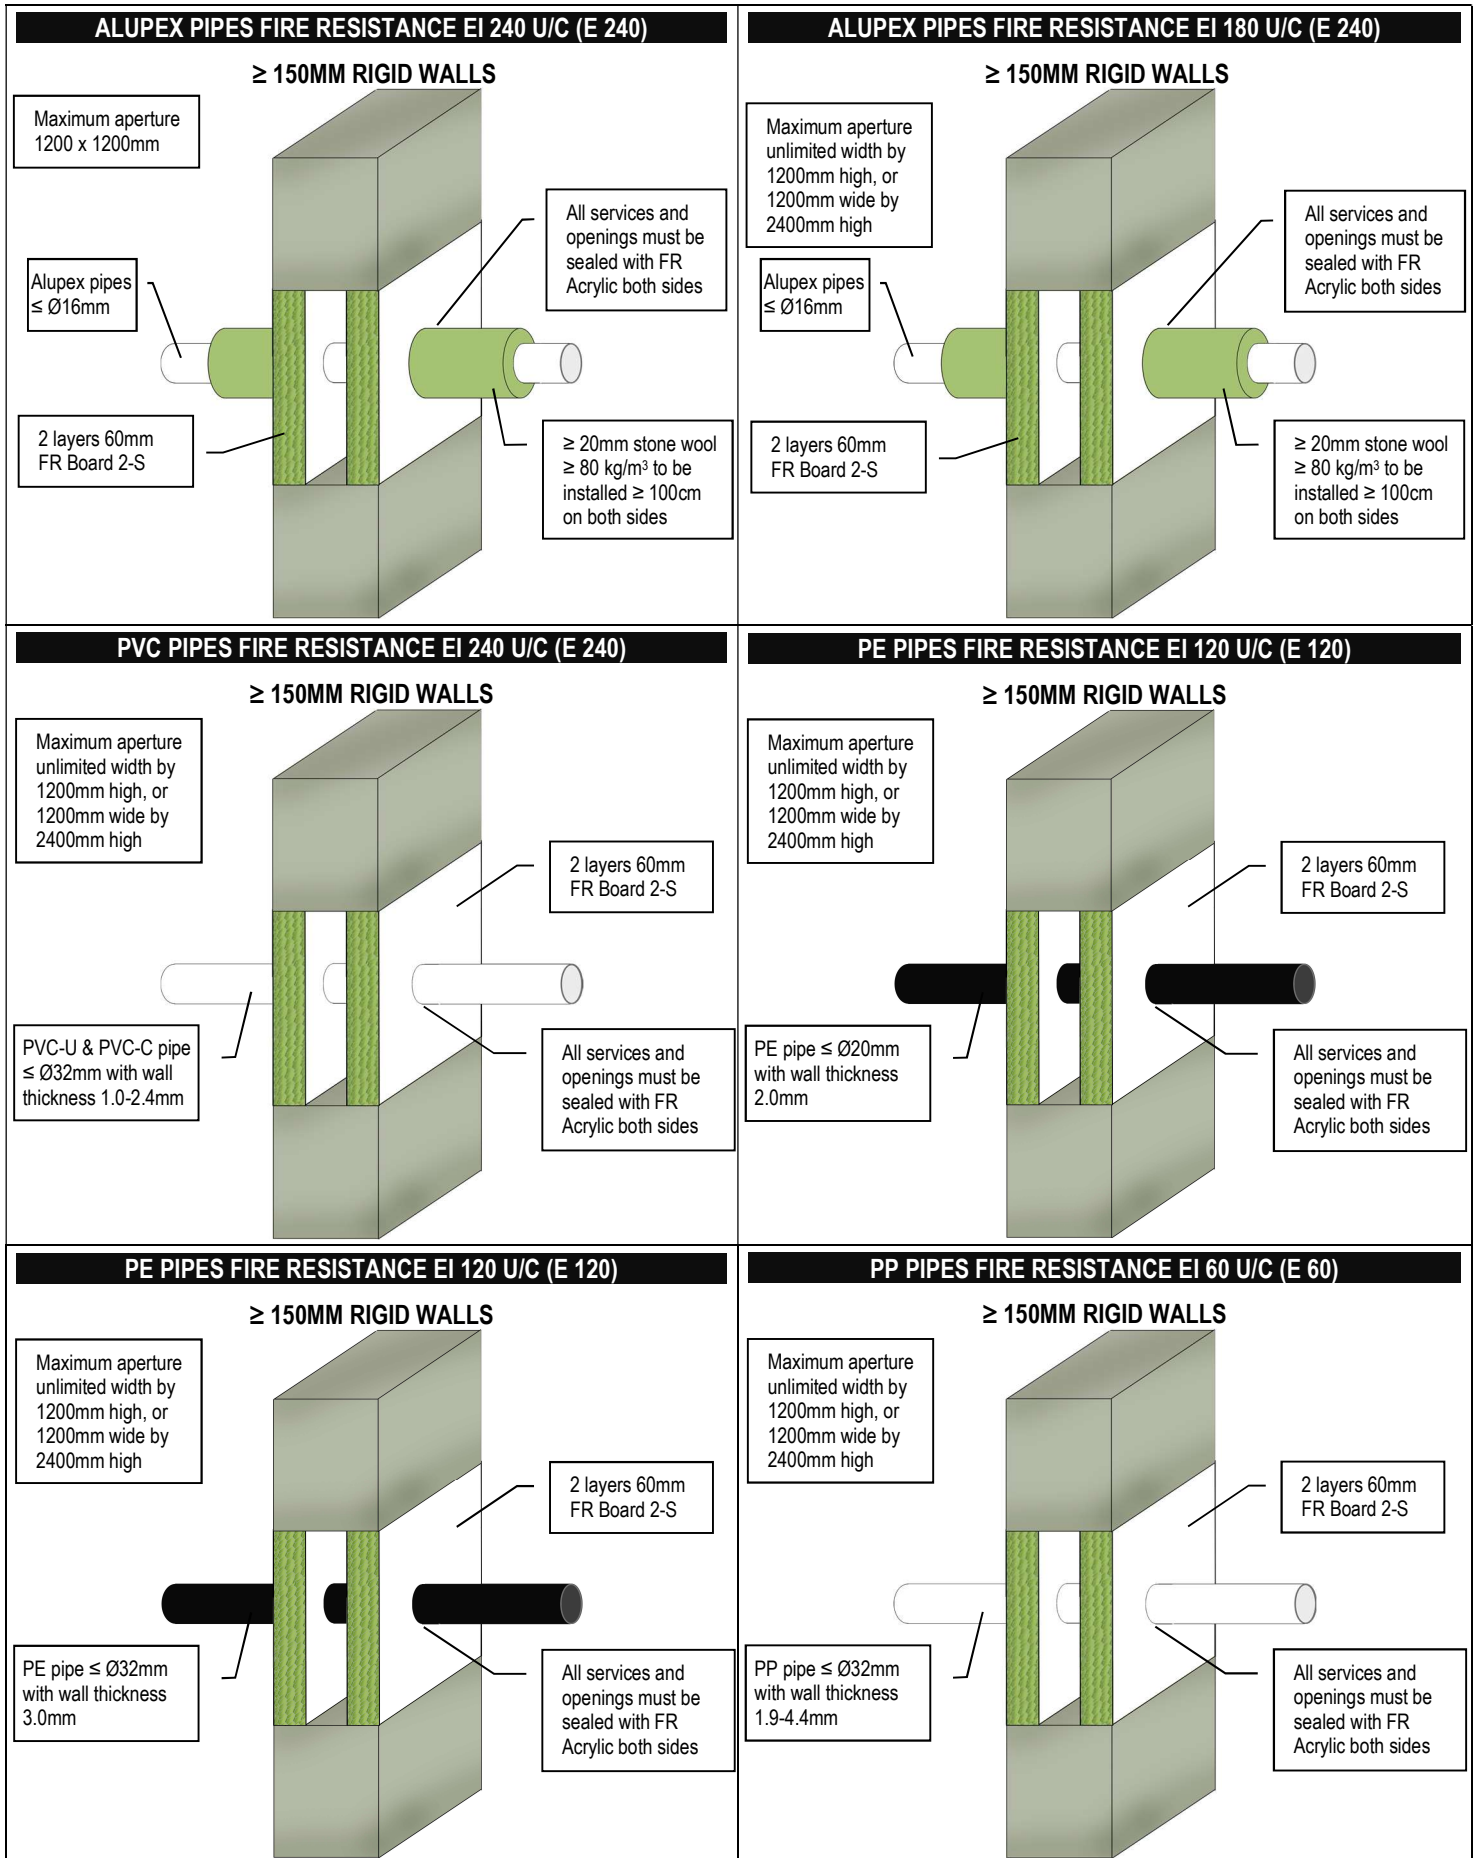 ALUPEX PIPES FIRE RESISTANCE EI 240 U/C (E 240)
≥ 150MM RIGID WALLS
Maximum aperture
1200 x 1200mm
All services and
openings must be
sealed with FR
Acrylic both sides
Alupex pipes
≤ Ø16mm
2 layers 60mm
FR Board 2-S
≥ 20mm stone wool
≥ 80 kg/m³ to be
installed ≥ 100cm
on both sides
ALUPEX PIPES FIRE RESISTANCE EI 180 U/C (E 240)
≥ 150MM RIGID WALLS
Maximum aperture
unlimited width by
1200mm high, or
1200mm wide by
2400mm high
All services and
openings must be
sealed with FR
Acrylic both sides
Alupex pipes
≤ Ø16mm
2 layers 60mm
FR Board 2-S
≥ 20mm stone wool
≥ 80 kg/m³ to be
installed ≥ 100cm
on both sides
PVC PIPES FIRE RESISTANCE EI 240 U/C (E 240)
≥ 150MM RIGID WALLS
Maximum aperture
unlimited width by
1200mm high, or
1200mm wide by
2400mm high
2 layers 60mm
FR Board 2-S
PVC-U & PVC-C pipe
≤ Ø32mm with wall
thickness 1.0-2.4mm
All services and
openings must be
sealed with FR
Acrylic both sides
PE PIPES FIRE RESISTANCE EI 120 U/C (E 120)
≥ 150MM RIGID WALLS
Maximum aperture
unlimited width by
1200mm high, or
1200mm wide by
2400mm high
2 layers 60mm
FR Board 2-S
PE pipe ≤ Ø20mm
with wall thickness
2.0mm
All services and
openings must be
sealed with FR
Acrylic both sides
PE PIPES FIRE RESISTANCE EI 120 U/C (E 120)
≥ 150MM RIGID WALLS
Maximum aperture
unlimited width by
1200mm high, or
1200mm wide by
2400mm high
2 layers 60mm
FR Board 2-S
PE pipe ≤ Ø32mm
with wall thickness
3.0mm
All services and
openings must be
sealed with FR
Acrylic both sides
PP PIPES FIRE RESISTANCE EI 60 U/C (E 60)
≥ 150MM RIGID WALLS
Maximum aperture
unlimited width by
1200mm high, or
1200mm wide by
2400mm high
2 layers 60mm
FR Board 2-S
PP pipe ≤ Ø32mm
with wall thickness
1.9-4.4mm
All services and
openings must be
sealed with FR
Acrylic both sides